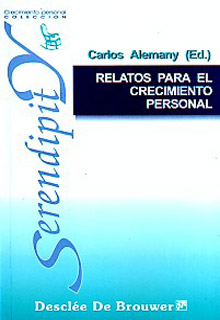 Crecimiento personal
COLECCIÓN
Serendipity
Carlos Alemany (Ed.)
RELATOS PARA EL
CRECIMIENTO
PERSONAL
Desclée De Brouwer